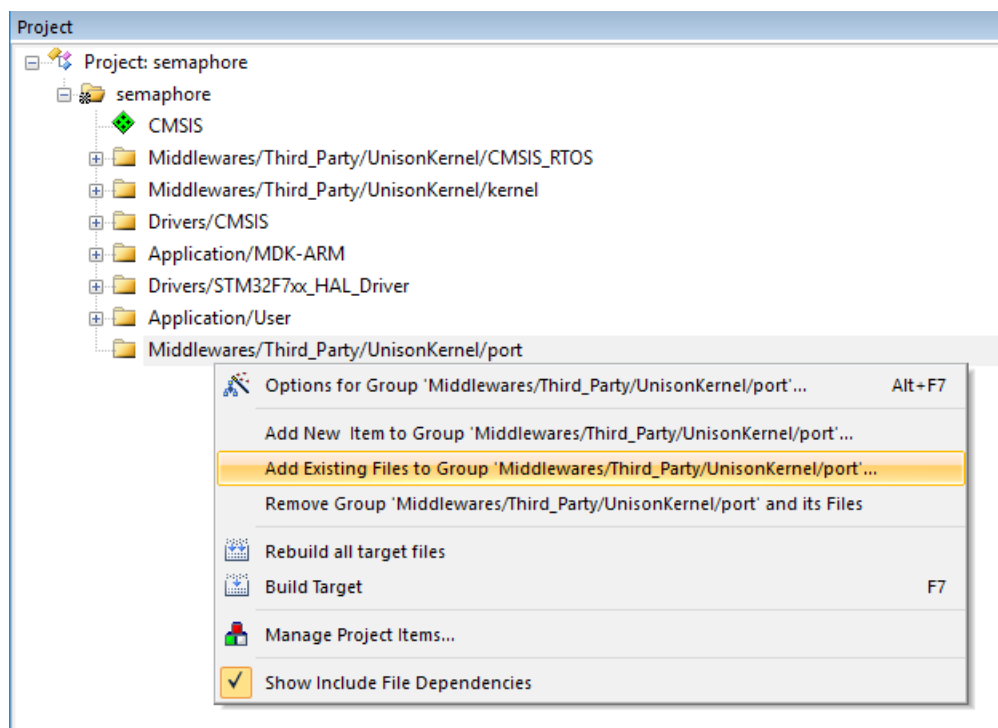 Project
Project: semaphore
semaphore
CMSIS
Middlewares/Third_Party/UnisonKernel/CMSIS_RTOS
Middlewares/Third_Party/UnisonKernel/kernel
Drivers/CMSIS
Application/MDK-ARM
Drivers/STM32F7xx_HAL_Driver
Application/User
Middlewares/Third_Party/UnisonKernel/port
Options for Group 'Middlewares/Third_Party/UnisonKernel/port'... Alt+F7
Add New Item to Group 'Middlewares/Third_Party/UnisonKernel/port'...
Add Existing Files to Group 'Middlewares/Third_Party/UnisonKernel/port'...
Remove Group 'Middlewares/Third_Party/UnisonKernel/port' and its Files
Rebuild all target files
Build Target F7
Manage Project Items...
Show Include File Dependencies